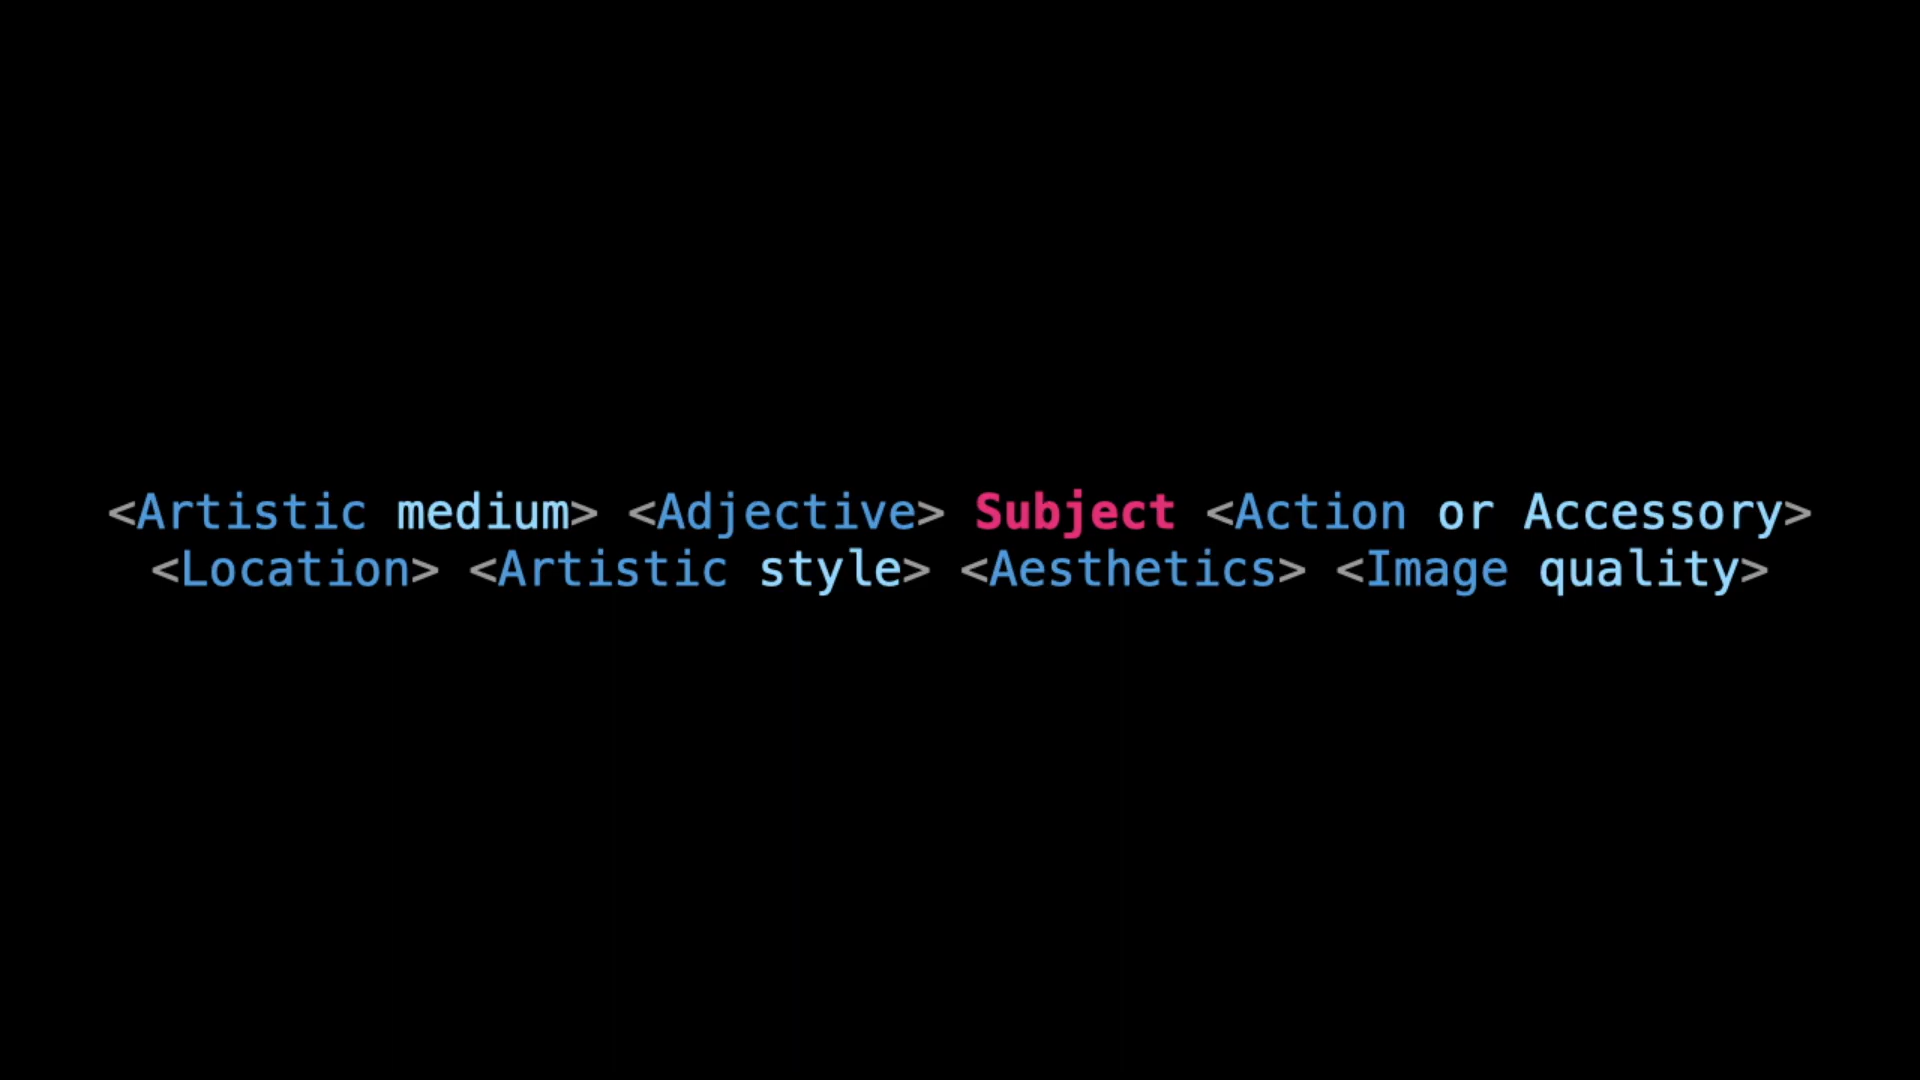 <Artistic medium> <Adjective> Subject <Action or Accessory>
<Location> <Artistic style> <Aesthetics> <Image quality>